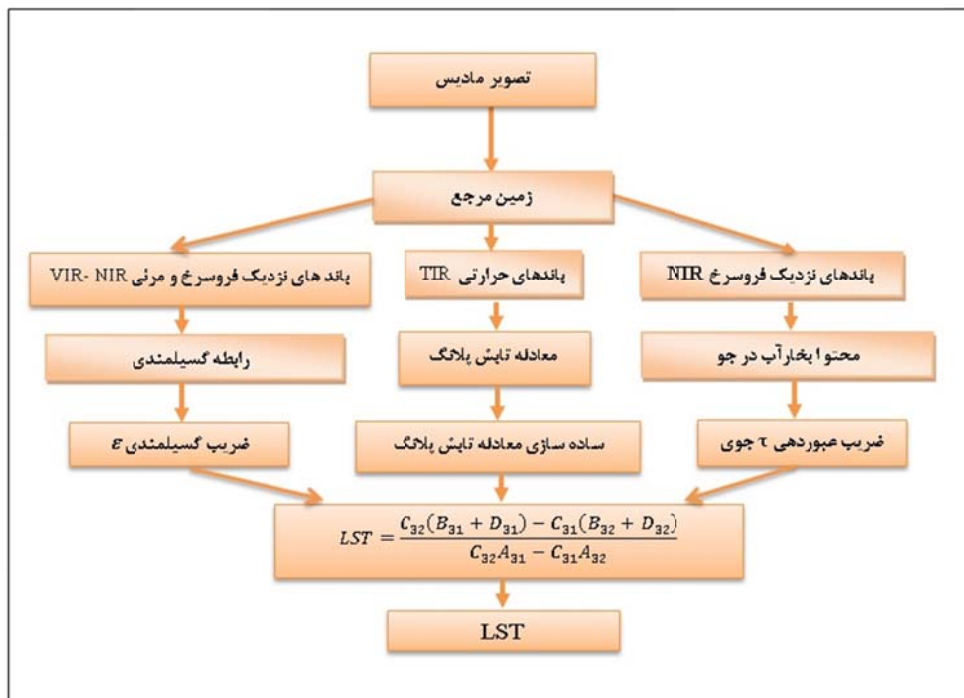 تصویر مادیس
زمین مرجع
باندهای نزدیک فروسرخ NIR
باندهای حرارتی TIR
باند های نزدیک فروسرخ و مرئی VIR- NIR
محتوا بخارآب در جو
معادله تابش پلانگ
رابطه گسیلمندی
ضریب عبوردهی τ جوی
ساده سازی معادله تابش پلانگ
ضریب گسیلمندی ε
LST = (C₃₂(B₃₁ + D₃₁) − C₃₁(B₃₂ + D₃₂)) / (C₃₂A₃₁ − C₃₁A₃₂)
LST